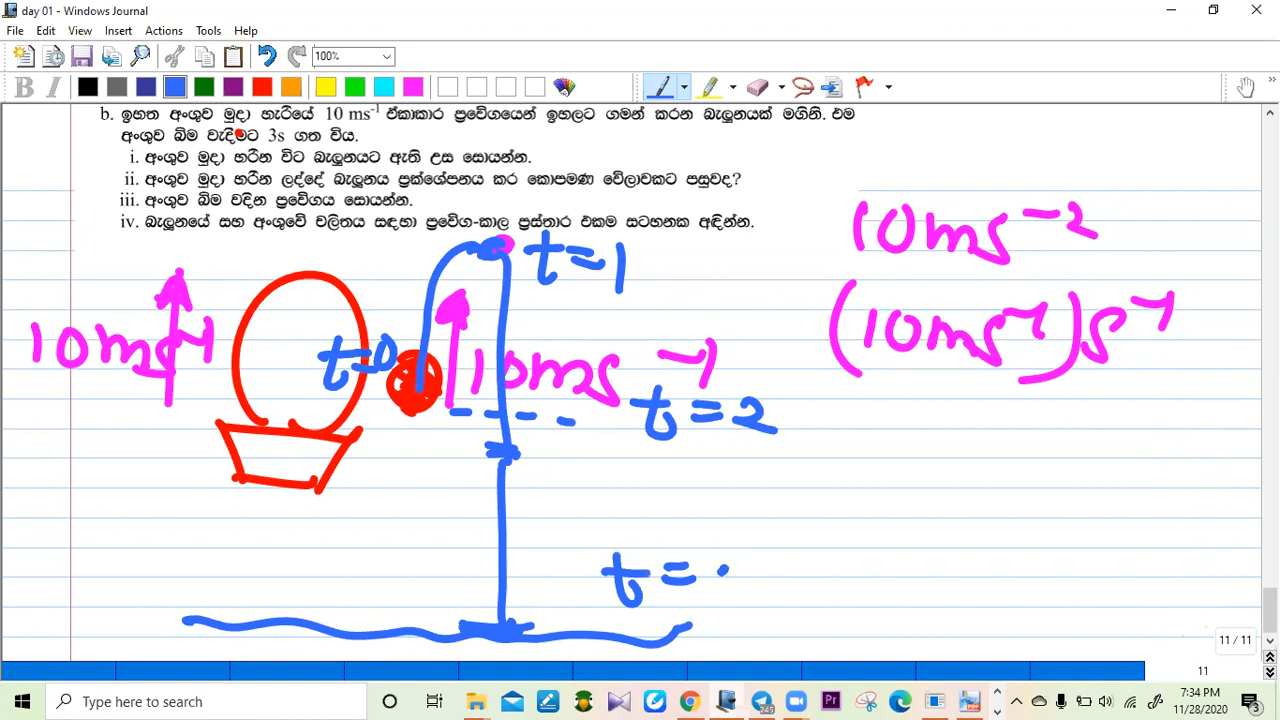 day 01 - Windows Journal
File Edit View Insert Actions Tools Help
100%
B I
b. ඉහත අංශුව මුදා හැරියේ 10 ms-1 ඒකාකාර ප්‍රවේගයෙන් ඉහලට ගමන් කරන බැලූනයක් මගිනි. එම
අංශුව බිම වැදිමට 3s ගත විය.
i. අංශුව මුදා හරින විට බැලූනයට ඇති උස සොයන්න.
ii. අංශුව මුදා හරින ලද්දේ බැලූනය ප්‍රක්ශේපනය කර කොපමණ වේලාවකට පසුවද?
iii. අංශුව බිම වදින ප්‍රවේගය සොයන්න.
iv. බැලූනයේ සහ අංශුවේ චලිතය සඳහා ප්‍රවේග-කාල ප්‍රස්තාර එකම සටහනක අඳින්න.
10ms-2
t=1
(10ms-1)s-1
10ms-1
t=0
10ms-1
t=2
t=
11 / 11
11
Type here to search
245
Pr
7:34 PM
11/28/2020
3